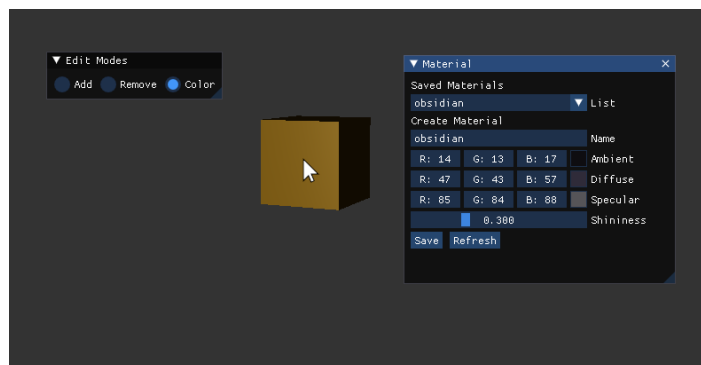 Edit Modes
Add Remove Color
Material
Saved Materials
obsidian List
Create Material
obsidian Name
R: 14 G: 13 B: 17 Ambient
R: 47 G: 43 B: 57 Diffuse
R: 85 G: 84 B: 88 Specular
0.300 Shininess
Save Refresh